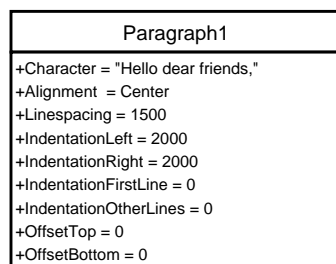 Paragraph1
+Character = "Hello dear friends,"
+Alignment = Center
+Linespacing = 1500
+IndentationLeft = 2000
+IndentationRight = 2000
+IndentationFirstLine = 0
+IndentationOtherLines = 0
+OffsetTop = 0
+OffsetBottom = 0